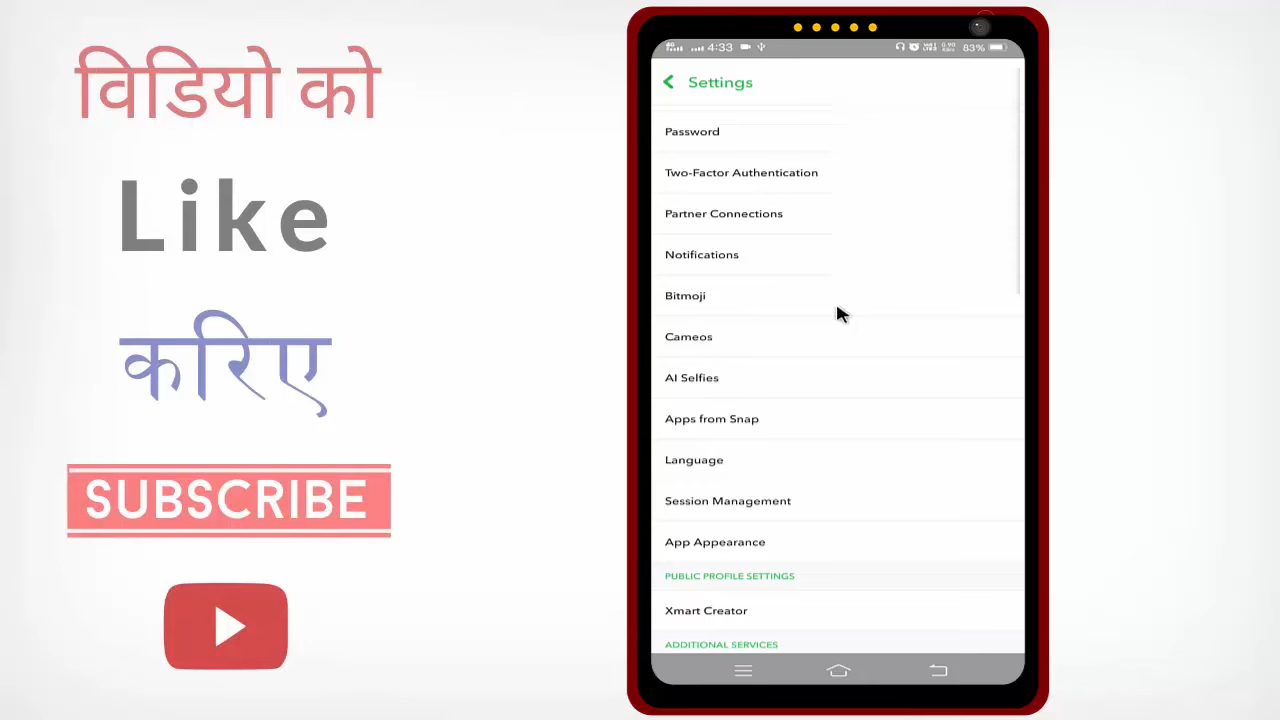 विडियो को
Like
करिए
SUBSCRIBE
4:33
83%
Settings
Password
Two-Factor Authentication
Partner Connections
Notifications
Bitmoji
Cameos
AI Selfies
Apps from Snap
Language
Session Management
App Appearance
PUBLIC PROFILE SETTINGS
Xmart Creator
ADDITIONAL SERVICES